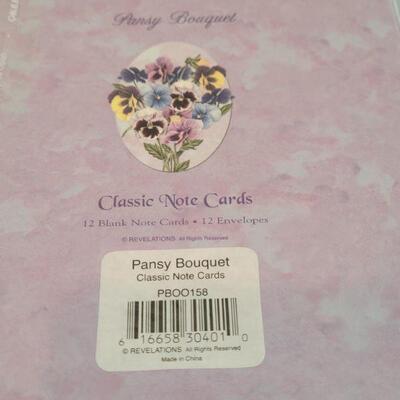 Pansy Bouquet
Classic Note Cards
12 Blank Note Cards • 12 Envelopes
© REVELATIONS All Rights Reserved
Pansy Bouquet
Classic Note Cards
PBOO158
6 16658 30401 0
© REVELATIONS All Rights Reserved
Made in China